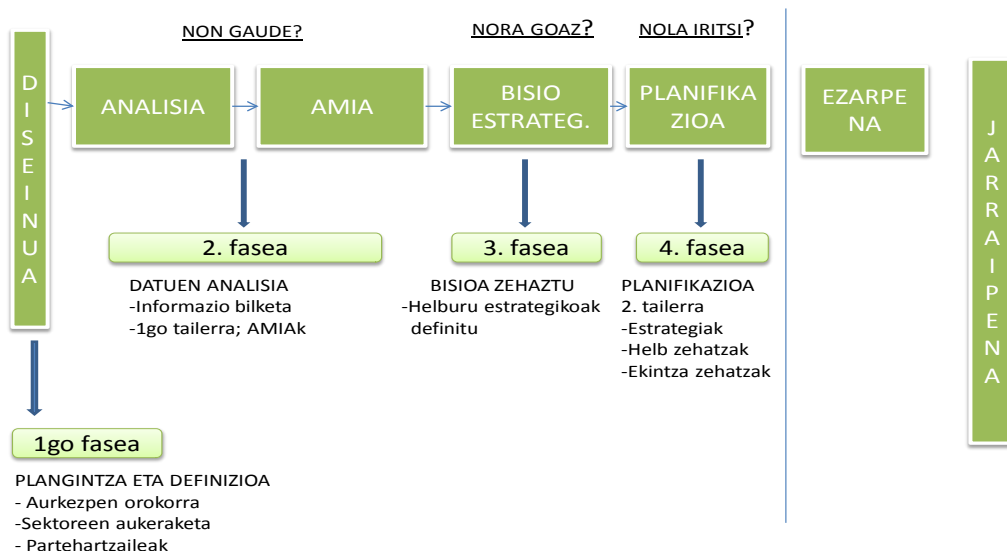 NON GAUDE?
NORA GOAZ?
NOLA IRITSI?
DISEINUA
ANALISIA
AMIA
BISIO
ESTRATEG.
PLANIFIKA
ZIOA
EZARPE
NA
JARRAIPENA
2. fasea
3. fasea
4. fasea
DATUEN ANALISIA
-Informazio bilketa
-1go tailerra; AMIAk
BISIOA ZEHAZTU
-Helburu estrategikoak
definitu
PLANIFIKAZIOA
2. tailerra
-Estrategiak
-Helb zehatzak
-Ekintza zehatzak
1go fasea
PLANGINTZA ETA DEFINIZIOA
- Aurkezpen orokorra
-Sektoreen aukeraketa
- Partehartzaileak